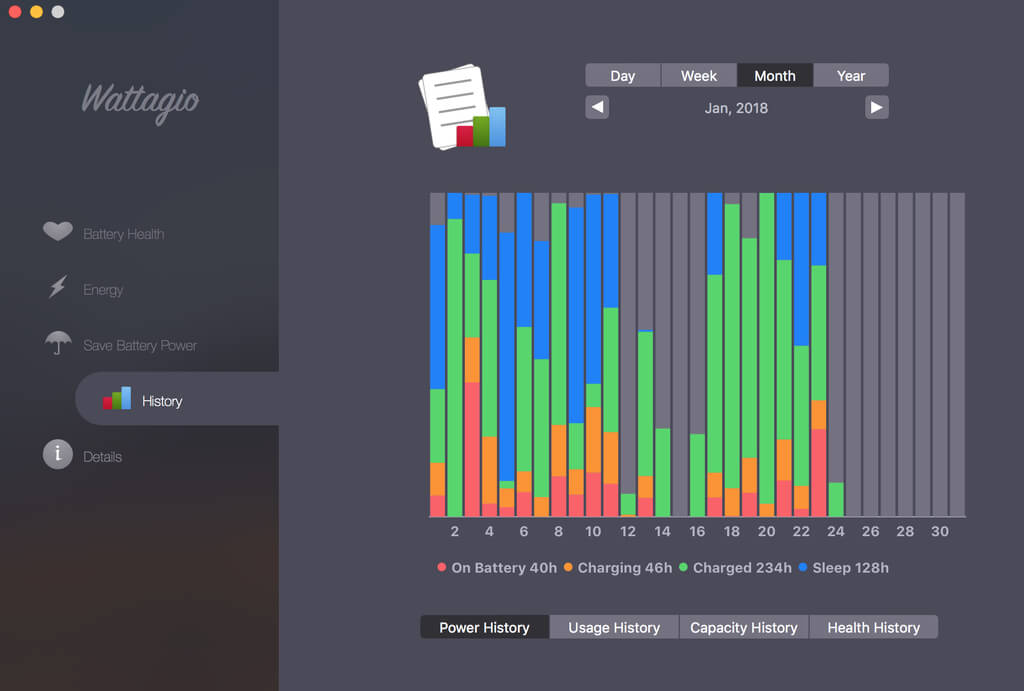 Wattagio
Battery Health
Energy
Save Battery Power
History
Details
Day Week Month Year
Jan, 2018
2 4 6 8 10 12 14 16 18 20 22 24 26 28 30
On Battery 40h Charging 46h Charged 234h Sleep 128h
Power History Usage History Capacity History Health History